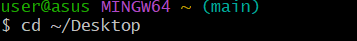 user@asus MINGW64 ~ (main)
$ cd ~/Desktop